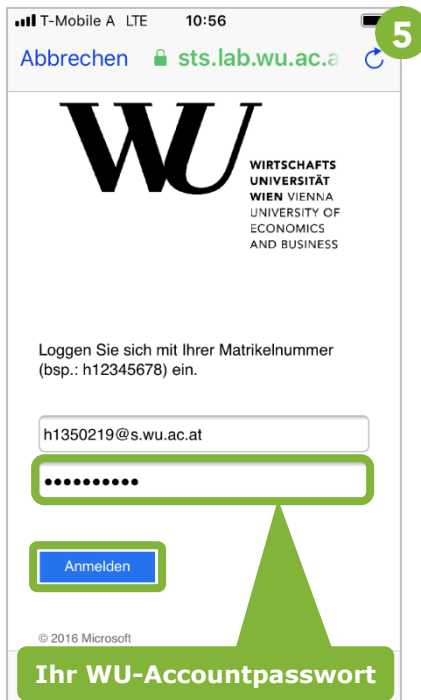 T-Mobile A LTE 10:56
5
Abbrechen sts.lab.wu.ac.a
WU
WIRTSCHAFTS
UNIVERSITÄT
WIEN VIENNA
UNIVERSITY OF
ECONOMICS
AND BUSINESS
Loggen Sie sich mit Ihrer Matrikelnummer
(bsp.: h12345678) ein.
h1350219@s.wu.ac.at
••••••••••
Anmelden
© 2016 Microsoft
Ihr WU-Accountpasswort